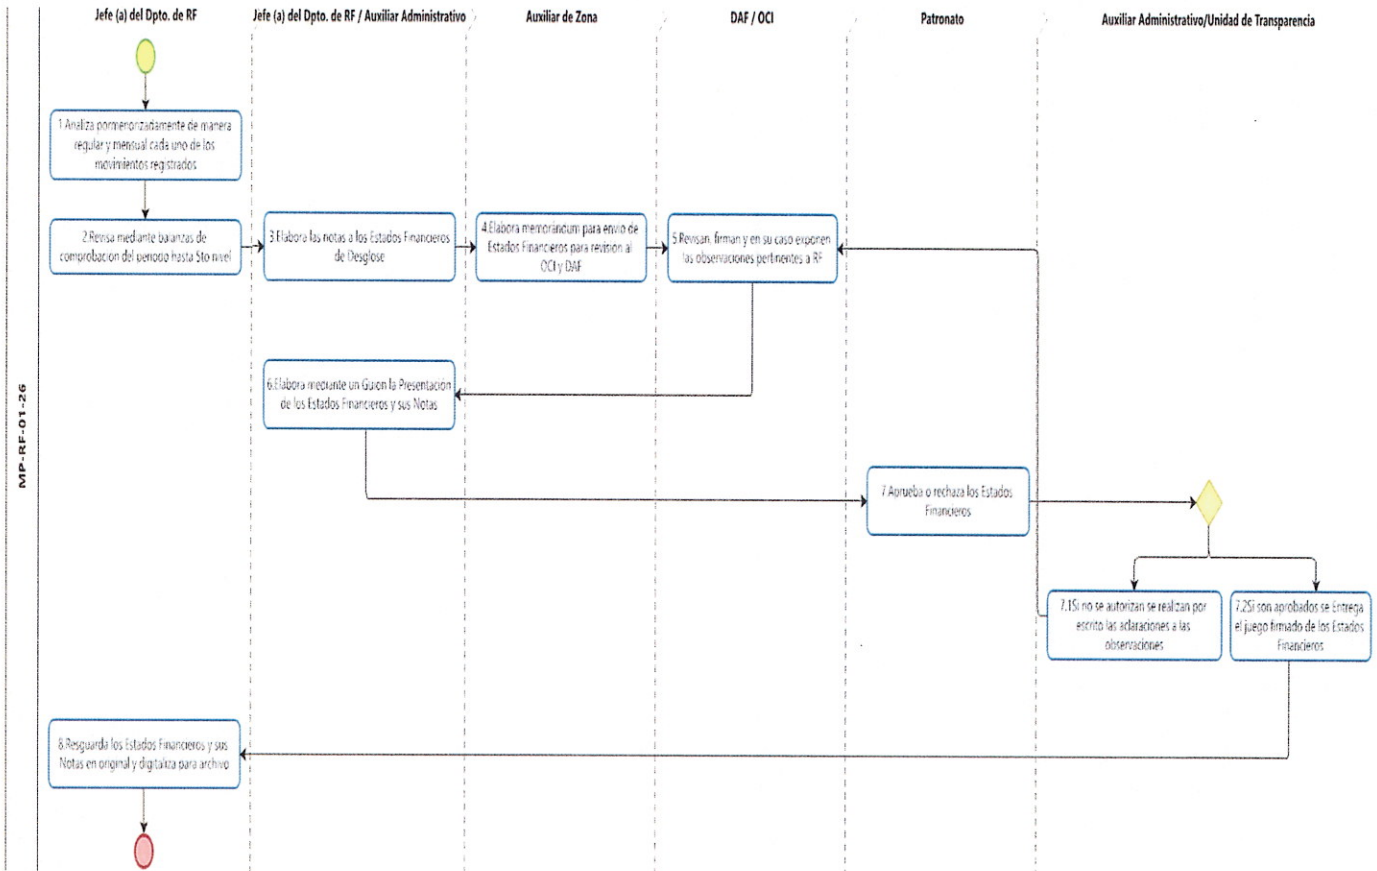 Jefe (a) del Dpto. de RF
Jefe (a) del Dpto. de RF / Auxiliar Administrativo
Auxiliar de Zona
DAF / OCI
Patronato
Auxiliar Administrativo/Unidad de Transparencia
MP-RF-01-26
1.Analiza pormenorizadamente de manera
regular y mensual cada uno de los
movimientos registrados
2.Revisa mediante balanzas de
comprobación del periodo hasta 5to nivel
3.Elabora las notas a los Estados Financieros
de Desglose
4.Elabora memorándum para envío de
Estados Financieros para revisión al
OCI y DAF
5.Revisan, firman y en su caso exponen
las observaciones pertinentes a RF
6.Elabora mediante un Guion la Presentación
de los Estados Financieros y sus Notas
7.Aprueba o rechaza los Estados
Financieros
7.1Si no se autorizan se realizan por
escrito las aclaraciones a las
observaciones
7.2Si son aprobados se Entrega
el juego firmado de los Estados
Financieros
8.Resguarda los Estados Financieros y sus
Notas en original y digitaliza para archivo